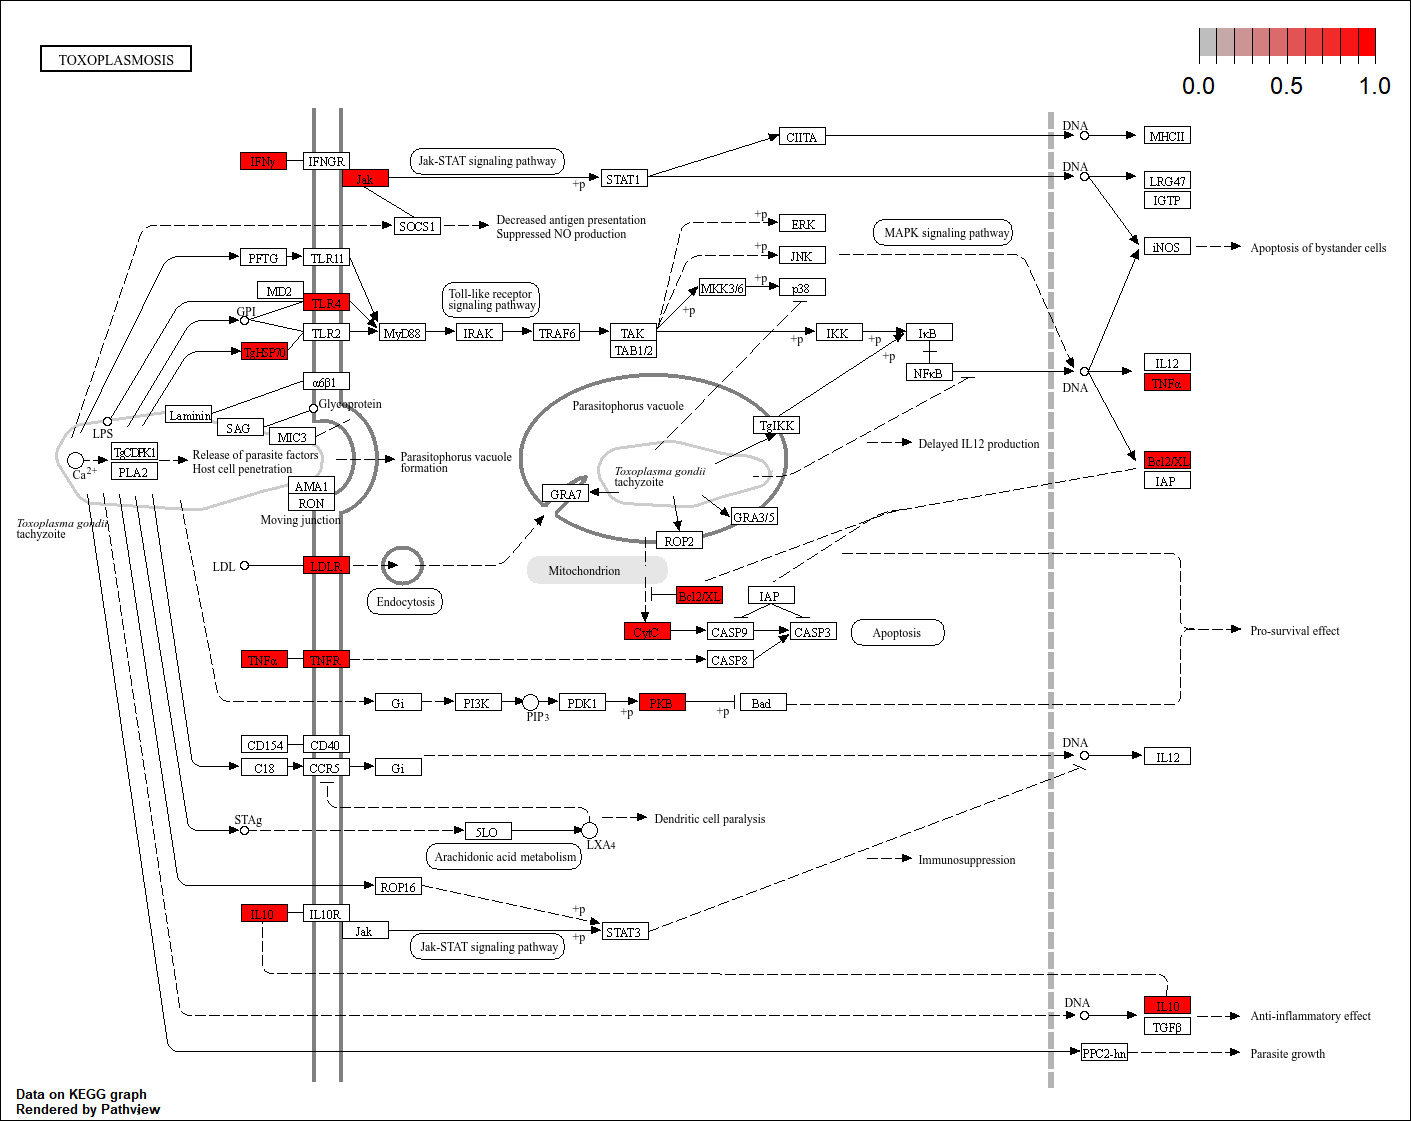 TOXOPLASMOSIS
0.0 0.5 1.0
DNA
CIITA
MHCII
IFNγ
IFNGR
Jak-STAT signaling pathway
DNA
Jak
+p
STAT1
LRG47
IGTP
SOCS1
Decreased antigen presentation
Suppressed NO production
+p
ERK
MAPK signaling pathway
iNOS
Apoptosis of bystander cells
PFTG
TLR11
+p
JNK
MD2
Toll-like receptor
signaling pathway
+p
MKK3/6
p38
TLR4
GPI
+p
TLR2
MyD88
IRAK
TRAF6
TAK
TAB1/2
+p
IKK
+p
IκB
+p
TgHSP70
NFκB
DNA
IL12
TNFα
α6β1
Glycoprotein
Parasitophorus vacuole
Laminin
SAG
MIC3
LPS
TgIKK
Delayed IL12 production
TgCDPK1
PLA2
Ca2+
Release of parasite factors
Host cell penetration
Parasitophorus vacuole
formation
Toxoplasma gondii
tachyzoite
Bcl2/XL
IAP
AMA1
RON
Moving junction
GRA7
GRA3/5
Toxoplasma gondii
tachyzoite
ROP2
LDL
LDLR
Mitochondrion
Endocytosis
Bcl2/XL
IAP
CytC
CASP9
CASP3
Apoptosis
Pro-survival effect
TNFα
TNFR
CASP8
Gi
PI3K
PIP3
PDK1
+p
PKB
+p
Bad
CD154
CD40
DNA
IL12
C18
CCR5
Gi
STAg
5LO
LXA4
Dendritic cell paralysis
Arachidonic acid metabolism
Immunosuppression
ROP16
+p
IL10
IL10R
Jak
+p
STAT3
Jak-STAT signaling pathway
DNA
IL10
TGFβ
Anti-inflammatory effect
PPC2-hn
Parasite growth
Data on KEGG graph
Rendered by Pathview